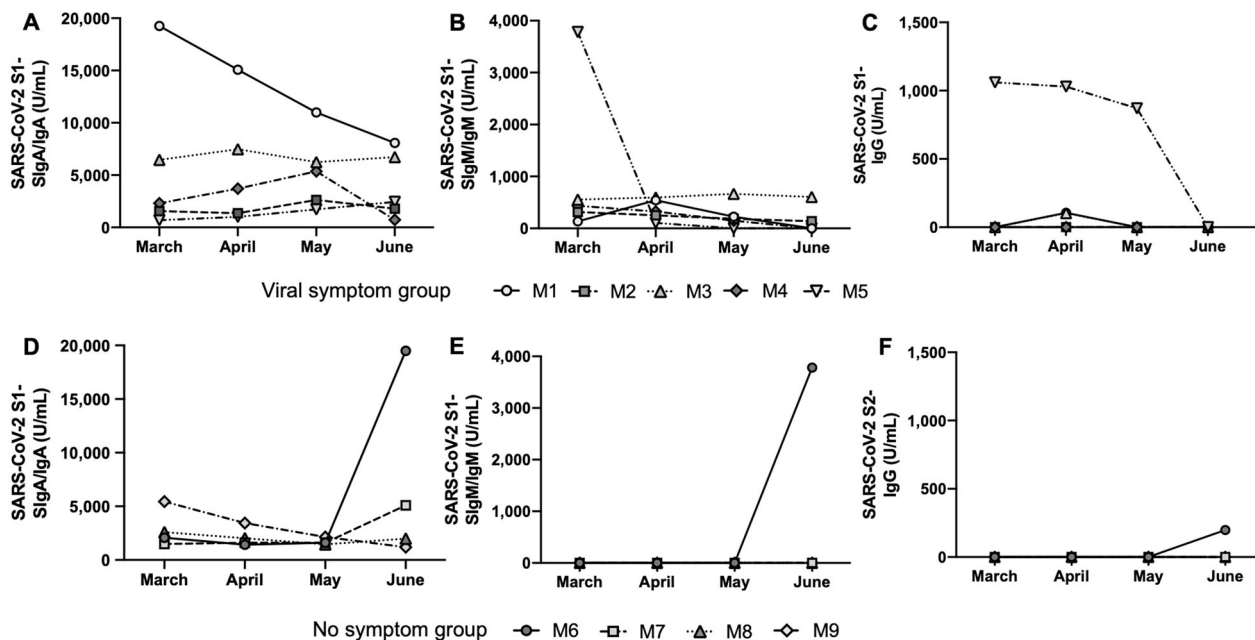 A
SARS-CoV-2 S1-
SIgA/IgA (U/mL)
20,000
15,000
10,000
5,000
0
March April May June
B
SARS-CoV-2 S1-
SIgM/IgM (U/mL)
4,000
3,000
2,000
1,000
0
March April May June
C
SARS-CoV-2 S1-
IgG (U/mL)
1,500
1,000
500
0
March April May June
Viral symptom group M1 M2 M3 M4 M5
D
SARS-CoV-2 S1-
SIgA/IgA (U/mL)
20,000
15,000
10,000
5,000
0
March April May June
E
SARS-CoV-2 S1-
SIgM/IgM (U/mL)
4,000
3,000
2,000
1,000
0
March April May June
F
SARS-CoV-2 S2-
IgG (U/mL)
1,500
1,000
500
0
March April May June
No symptom group M6 M7 M8 M9